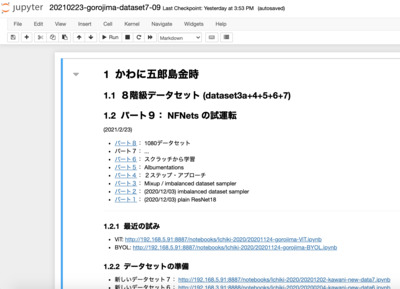 jupyter 20210223-gorojima-dataset7-09 Last Checkpoint: Yesterday at 3:53 PM (autosaved)
File Edit View Insert Cell Kernel Navigate Widgets Help
Run Markdown
1 かわに五郎島金時
1.1 8階級データセット (dataset3a+4+5+6+7)
1.2 パート9： NFNets の試運転
(2021/2/23)
パート8： 1080データセット
パート7： ...
パート6： スクラッチから学習
パート5： Albumentations
パート4： 2ステップ・アプローチ
パート3： Mixup / imbalanced dataset sampler
パート2： (2020/12/03) imbalanced dataset sampler
パート1： (2020/12/03) plain ResNet18
1.2.1 最近の試み
ViT: http://192.168.5.91:8887/notebooks/Ichiki-2020/20201124-gorojima-ViT.ipynb
BYOL: http://192.168.5.91:8887/notebooks/Ichiki-2020/20201124-gorojima-BYOL.ipynb
1.2.2 データセットの準備
新しいデータセット7： http://192.168.5.91:8887/notebooks/Ichiki-2020/20201202-kawani-new-data7.ipynb
新しいデータセット6： http://192.168.5.91:8887/notebooks/Ichiki-2020/20200204-kawani-new-data6.ipynb